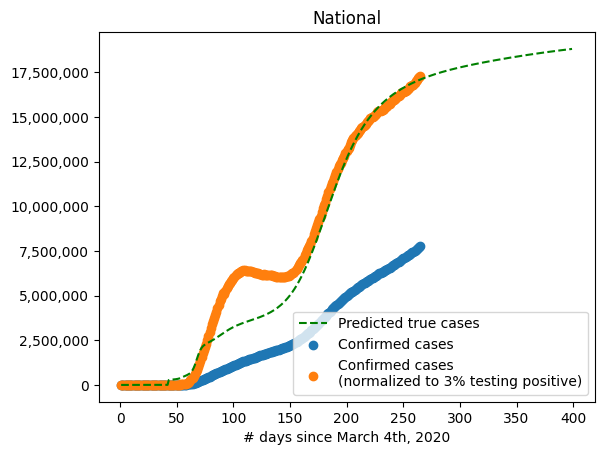 National
17,500,000
15,000,000
12,500,000
10,000,000
7,500,000
5,000,000
2,500,000
0
Predicted true cases
Confirmed cases
Confirmed cases
(normalized to 3% testing positive)
0 50 100 150 200 250 300 350 400
# days since March 4th, 2020